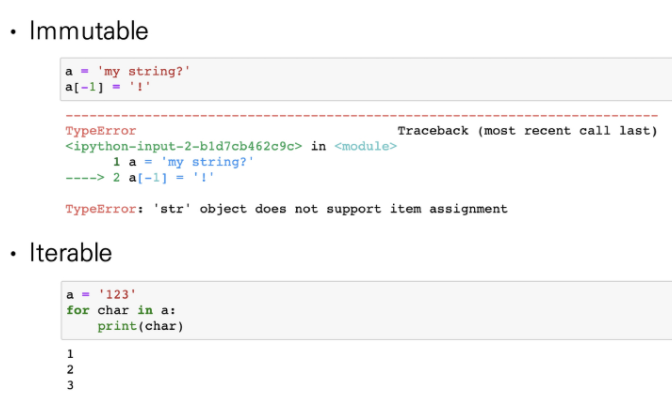 • Immutable
a = 'my string?'
a[-1] = '!'
---------------------------------------------------------------------------
TypeError                                 Traceback (most recent call last)
<ipython-input-2-b1d7cb462c9c> in <module>
      1 a = 'my string?'
----> 2 a[-1] = '!'
TypeError: 'str' object does not support item assignment
• Iterable
a = '123'
for char in a:
    print(char)
1
2
3